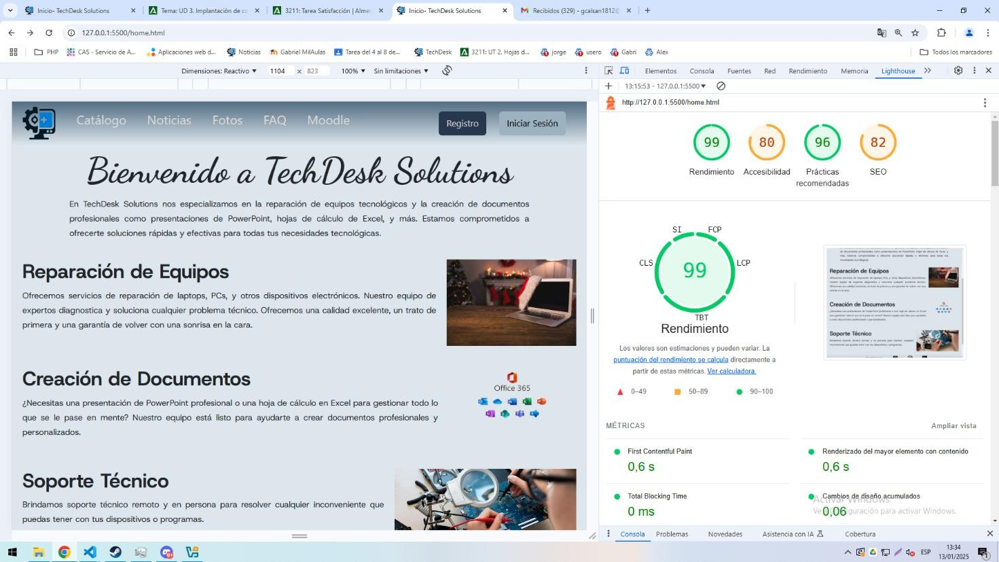 Inicio- TechDesk Solutions
Tema: UD 3. Implantación de co
3211: Tarea Satisfacción | Almer
Inicio- TechDesk Solutions
Recibidos (329) - gcalsan1812@
127.0.0.1:5500/home.html
PHP
CAS - Servicio de A...
Aplicaciones web d...
Noticias
Gabriel MilAulas
Tarea del 4 al 8 de...
TechDesk
3211: UT 2. Hojas d...
jorge
usero
Gabri
Alex
Todos los marcadores
Dimensiones: Reactivo ▼ 1104 × 823 100% ▼ Sin limitaciones ▼
Elementos Consola Fuentes Red Rendimiento Memoria Lighthouse
13:15:53 - 127.0.0.1:5500 ▼
http://127.0.0.1:5500/home.html
Catálogo Noticias Fotos FAQ Moodle Registro Iniciar Sesión
Bienvenido a TechDesk Solutions
En TechDesk Solutions nos especializamos en la reparación de equipos tecnológicos y la creación de documentos
profesionales como presentaciones de PowerPoint, hojas de cálculo de Excel, y más. Estamos comprometidos a
ofrecerte soluciones rápidas y efectivas para todas tus necesidades tecnológicas.
Reparación de Equipos
Ofrecemos servicios de reparación de laptops, PCs, y otros dispositivos electrónicos. Nuestro equipo de
expertos diagnostica y soluciona cualquier problema técnico. Ofrecemos una calidad excelente, un trato de
primera y una garantía de volver con una sonrisa en la cara.
Creación de Documentos
¿Necesitas una presentación de PowerPoint profesional o una hoja de cálculo en Excel para gestionar todo lo
que se le pase en mente? Nuestro equipo está listo para ayudarte a crear documentos profesionales y
personalizados.
Office 365
Soporte Técnico
Brindamos soporte técnico remoto y en persona para resolver cualquier inconveniente que
puedas tener con tus dispositivos o programas.
99 80 96 82
Rendimiento Accesibilidad Prácticas SEO
recomendadas
SI FCP
CLS LCP
99
TBT
Rendimiento
Los valores son estimaciones y pueden variar. La
puntuación del rendimiento se calcula directamente a
partir de estas métricas. Ver calculadora.
0–49 50–89 90–100
Reparación de Equipos
Creación de Documentos
Soporte Técnico
MÉTRICAS Ampliar vista
First Contentful Paint
0,6 s
Renderizado del mayor elemento con contenido
0,6 s
Total Blocking Time
0 ms
Cambios de diseño acumulados
0,06
Activar Windows
Ve a Configuración para activar Windows.
Consola Problemas Novedades Asistencia con IA Cobertura
ESP
13:34
13/01/2025